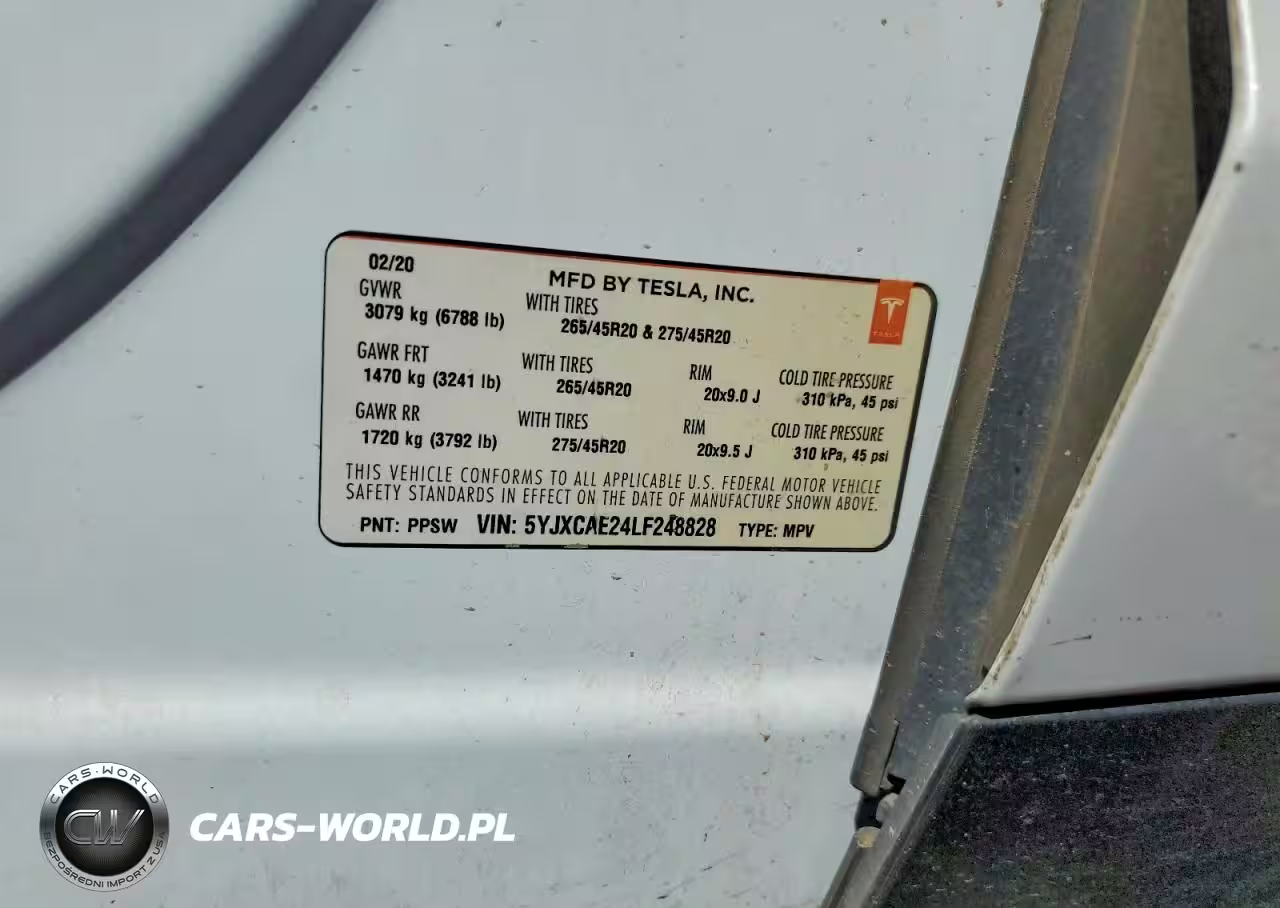 02/20
MFD BY TESLA, INC.
GVWR
3079 kg (6788 lb)
WITH TIRES
265/45R20 & 275/45R20
TESLA
GAWR FRT
1470 kg (3241 lb)
WITH TIRES
265/45R20
RIM
20x9.0 J
COLD TIRE PRESSURE
310 kPa, 45 psi
GAWR RR
1720 kg (3792 lb)
WITH TIRES
275/45R20
RIM
20x9.5 J
COLD TIRE PRESSURE
310 kPa, 45 psi
THIS VEHICLE CONFORMS TO ALL APPLICABLE U.S. FEDERAL MOTOR VEHICLE
SAFETY STANDARDS IN EFFECT ON THE DATE OF MANUFACTURE SHOWN ABOVE.
PNT: PPSW VIN: 5YJXCAE24LF248828 TYPE: MPV
CARS-WORLD
CW
BEZPOŚREDNI IMPORT Z USA
CARS-WORLD.PL